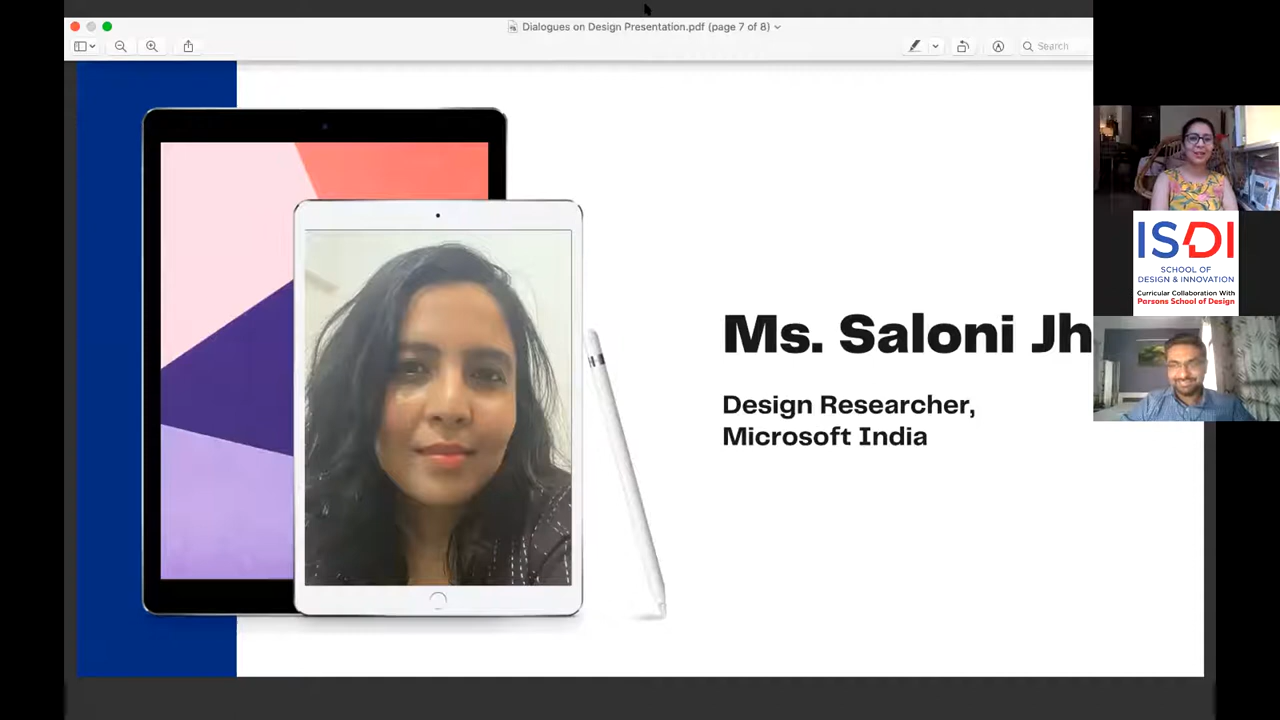 Dialogues on Design Presentation.pdf (page 7 of 8)
Search
Ms. Saloni Jh
Design Researcher,
Microsoft India
ISDI
SCHOOL OF
DESIGN & INNOVATION
Curricular Collaboration With
Parsons School of Design